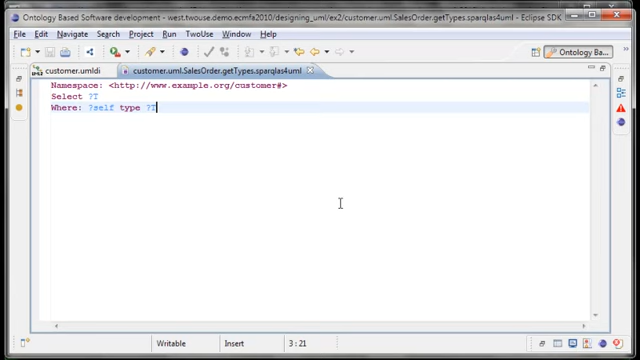 Ontology Based Software development - west.twouse.demo.ecmfa2010/designing_uml/ex2/customer.uml.SalesOrder.getTypes.sparqlas4uml - Eclipse SDK
File Edit Navigate Search Project Run TwoUse Window Help
Ontology Ba...
customer.umldi
customer.uml.SalesOrder.getTypes.sparqlas4uml
Namespace: <http://www.example.org/customer#>
Select ?T
Where: ?self type ?T
Writable Insert 3 : 21